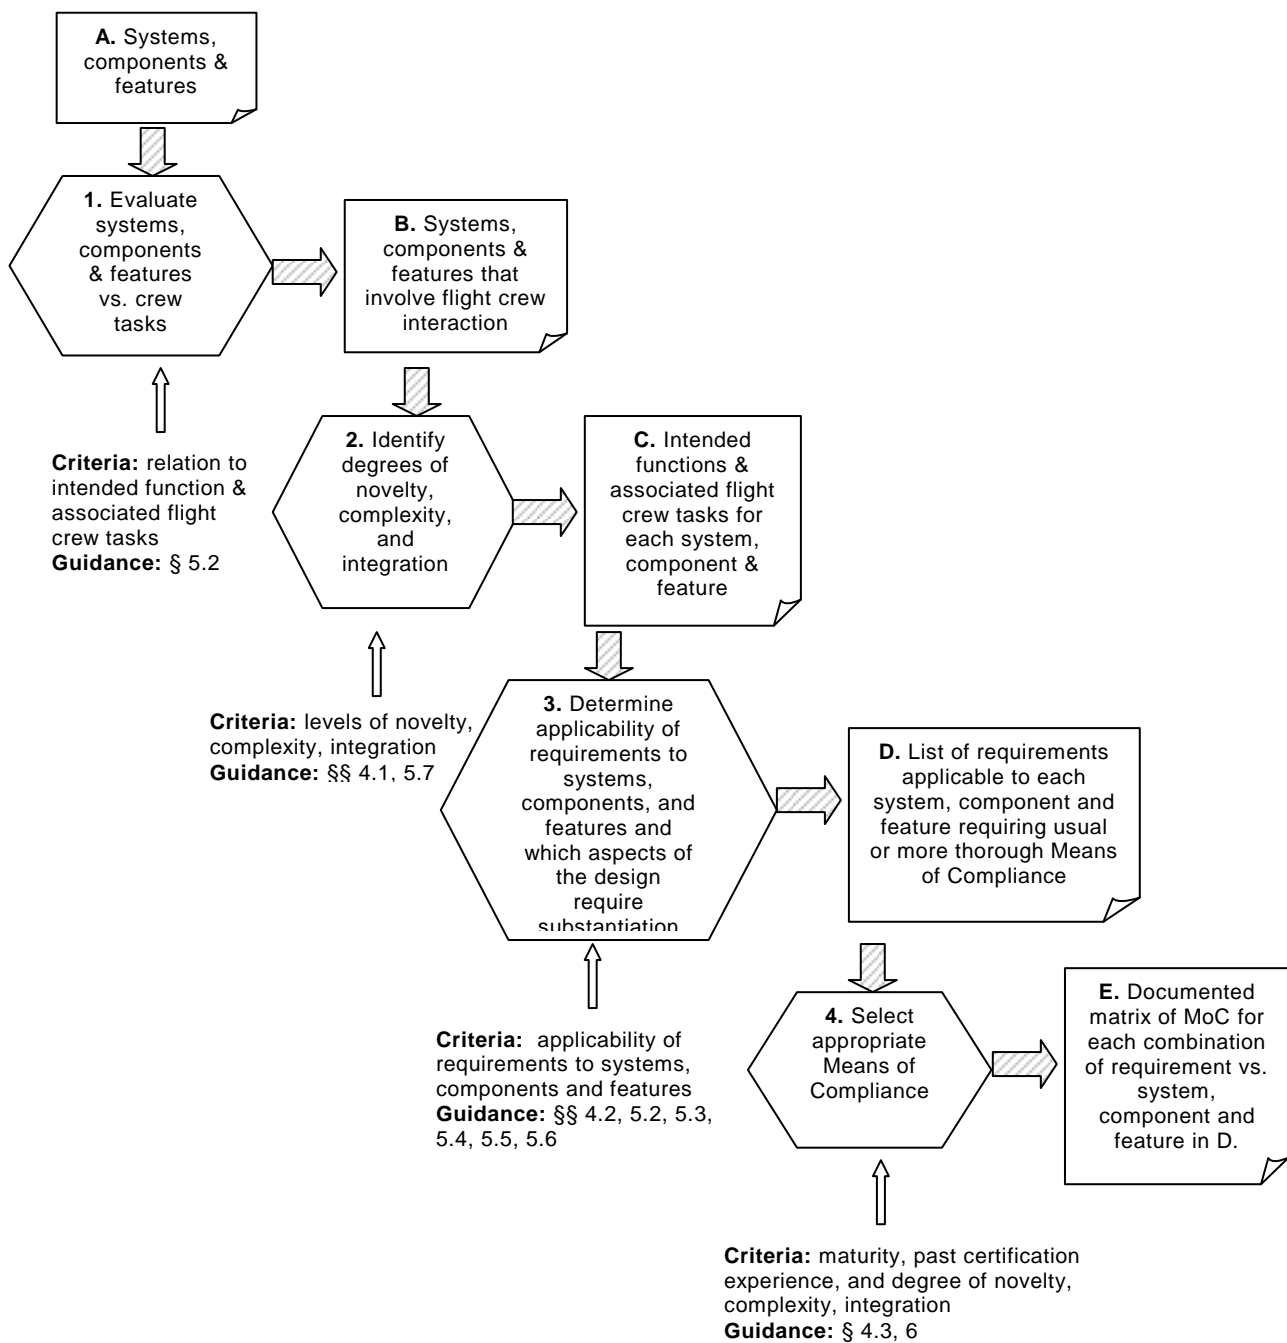 A. Systems,
components &
features
1. Evaluate
systems,
components
& features
vs. crew
tasks
B. Systems,
components &
features that
involve flight crew
interaction
Criteria: relation to
intended function &
associated flight
crew tasks
Guidance: § 5.2
2. Identify
degrees of
novelty,
complexity,
and
integration
C. Intended
functions &
associated flight
crew tasks for
each system,
component &
feature
Criteria: levels of novelty,
complexity, integration
Guidance: §§ 4.1, 5.7
3. Determine
applicability of
requirements to
systems,
components, and
features and
which aspects of
the design
require
substantiation
D. List of requirements
applicable to each
system, component and
feature requiring usual
or more thorough Means
of Compliance
Criteria: applicability of
requirements to systems,
components and features
Guidance: §§ 4.2, 5.2, 5.3,
5.4, 5.5, 5.6
4. Select
appropriate
Means of
Compliance
E. Documented
matrix of MoC for
each combination
of requirement vs.
system,
component and
feature in D.
Criteria: maturity, past certification
experience, and degree of novelty,
complexity, integration
Guidance: § 4.3, 6